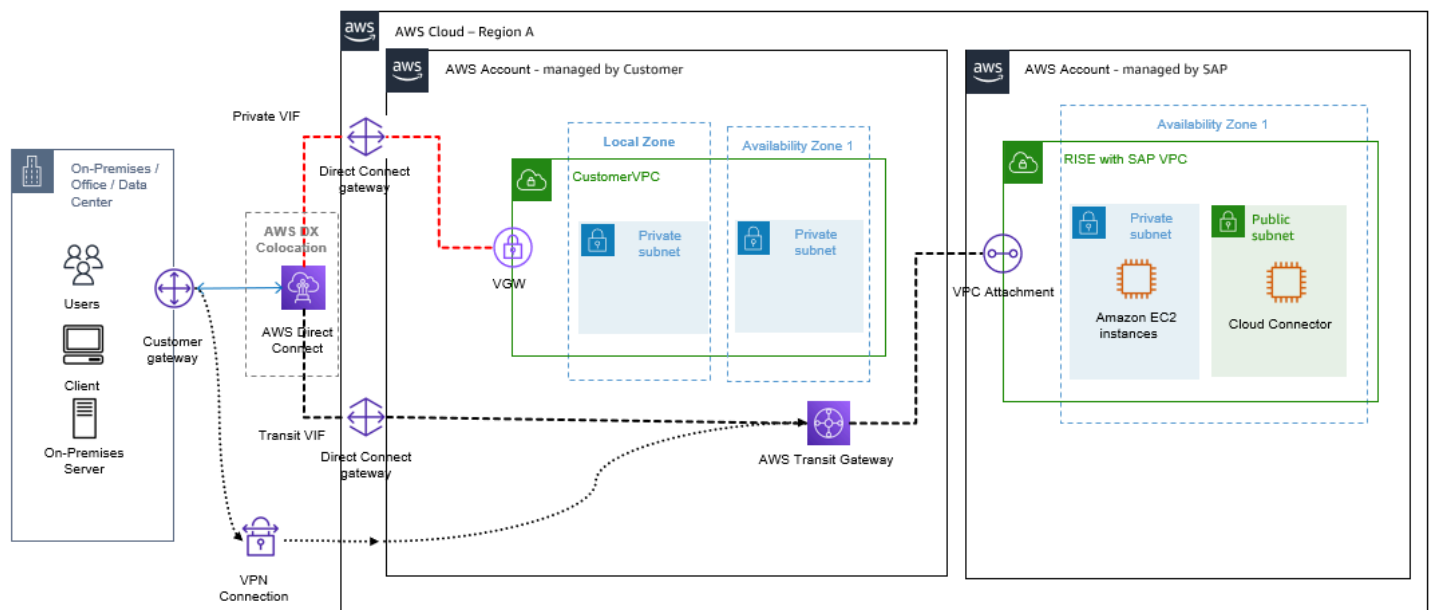 aws
AWS Cloud – Region A
aws
AWS Account - managed by Customer
aws
AWS Account - managed by SAP
Private VIF
Direct Connect
gateway
Local Zone
Availability Zone 1
Availability Zone 1
On-Premises /
Office / Data
Center
CustomerVPC
RISE with SAP VPC
AWS DX
Colocation
Private
subnet
Private
subnet
Private
subnet
Public
subnet
VGW
VPC Attachment
Users
Customer
gateway
AWS Direct
Connect
Amazon EC2
instances
Cloud Connector
Client
On-Premises
Server
Transit VIF
Direct Connect
gateway
AWS Transit Gateway
VPN
Connection